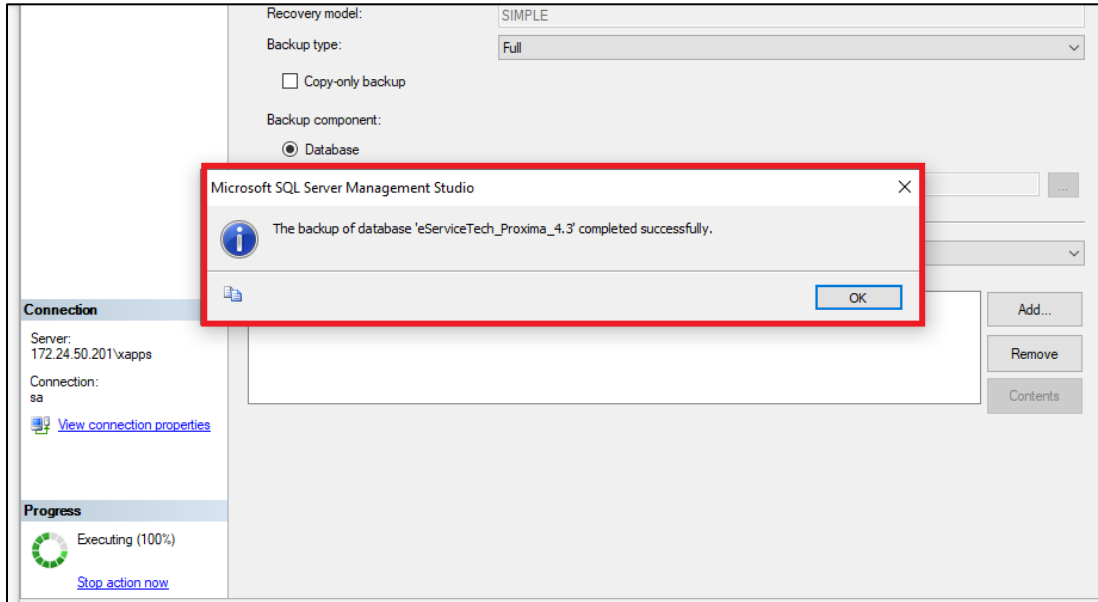 Recovery model:
SIMPLE
Backup type:
Full
Copy-only backup
Backup component:
Database
Microsoft SQL Server Management Studio
...
The backup of database 'eServiceTech_Proxima_4.3' completed successfully.
OK
Connection
Add...
Server:
172.24.50.201\xapps
Remove
Connection:
sa
Contents
View connection properties
Progress
Executing (100%)
Stop action now